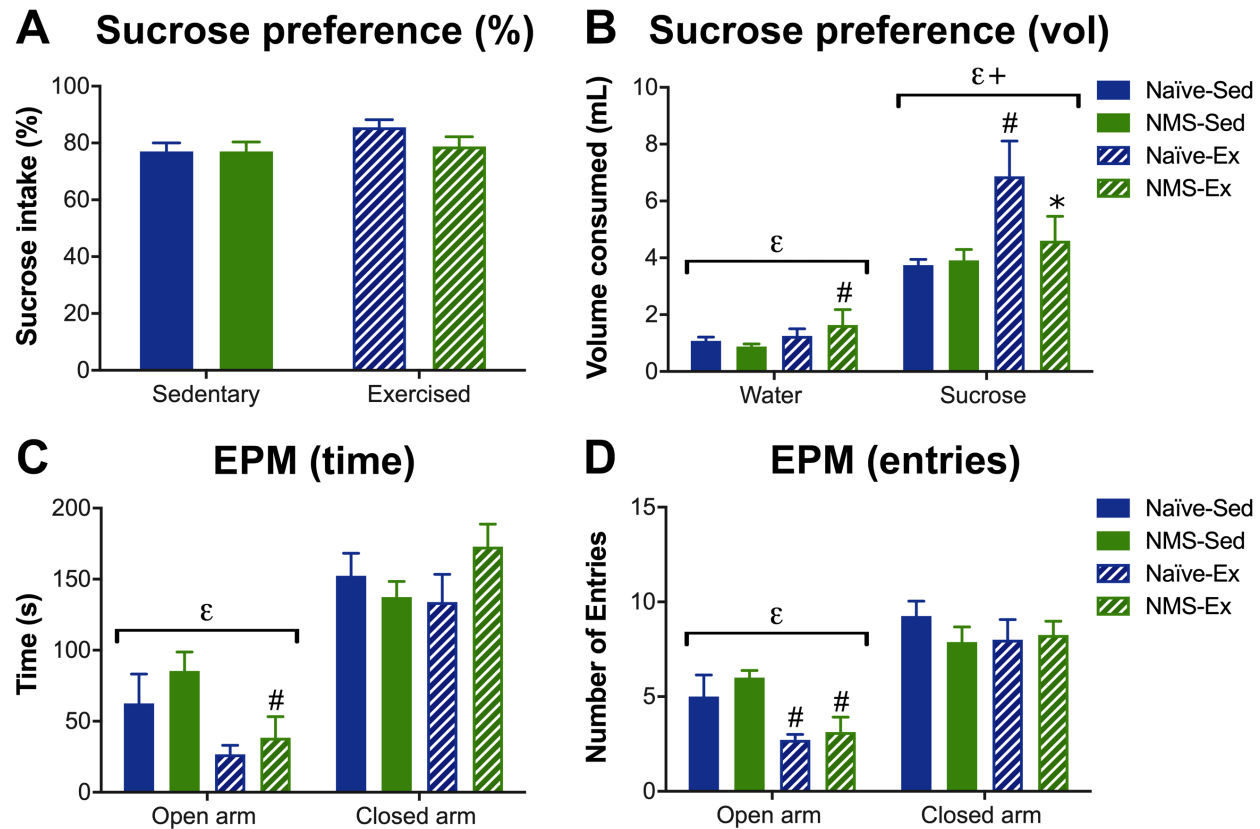 A Sucrose preference (%)
Sucrose intake (%)
100
80
60
40
20
0
Sedentary Exercised
B Sucrose preference (vol)
Volume consumed (mL)
10
8
6
4
2
0
ε
#
ε+
#
*
Water Sucrose
Naïve-Sed
NMS-Sed
Naïve-Ex
NMS-Ex
C EPM (time)
Time (s)
200
150
100
50
0
ε
#
Open arm Closed arm
D EPM (entries)
Number of Entries
15
10
5
0
ε
# #
Open arm Closed arm
Naïve-Sed
NMS-Sed
Naïve-Ex
NMS-Ex